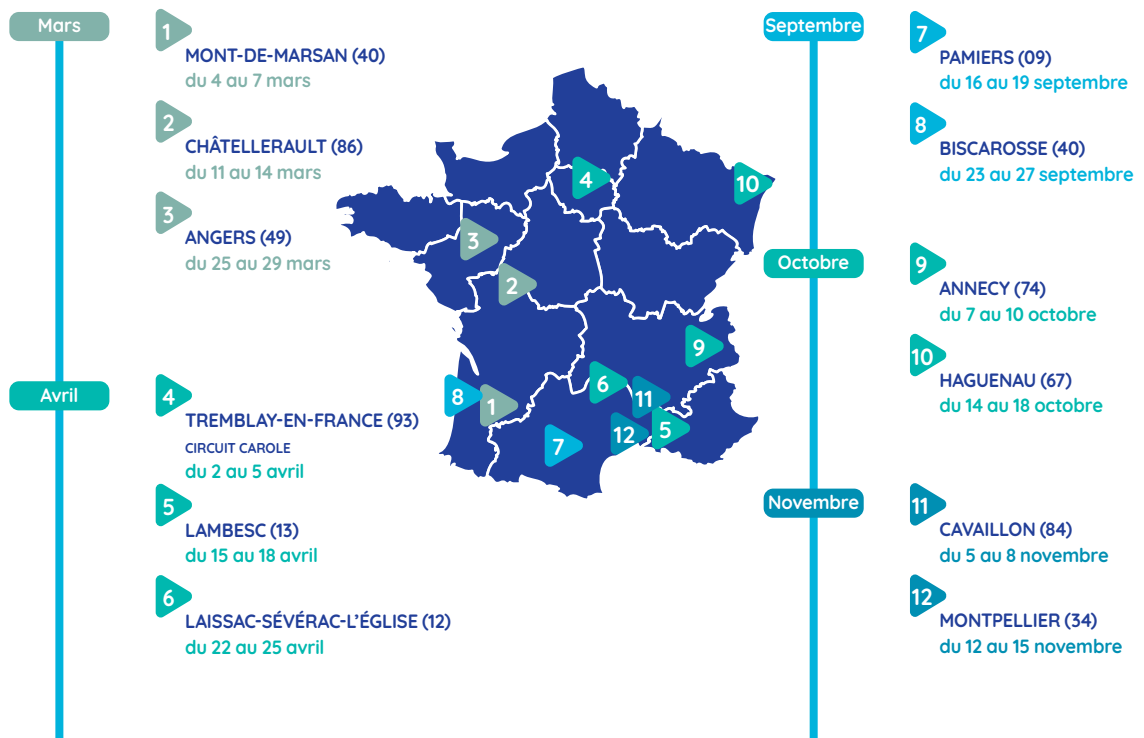 Mars
1
MONT-DE-MARSAN (40)
du 4 au 7 mars
2
CHÂTELLERAULT (86)
du 11 au 14 mars
3
ANGERS (49)
du 25 au 29 mars
Avril
4
TREMBLAY-EN-FRANCE (93)
CIRCUIT CAROLE
du 2 au 5 avril
5
LAMBESC (13)
du 15 au 18 avril
6
LAISSAC-SÉVÉRAC-L’ÉGLISE (12)
du 22 au 25 avril
4
10
3
2
9
6
8
1
11
5
12
7
Septembre
7
PAMIERS (09)
du 16 au 19 septembre
8
BISCAROSSE (40)
du 23 au 27 septembre
Octobre
9
ANNECY (74)
du 7 au 10 octobre
10
HAGUENAU (67)
du 14 au 18 octobre
Novembre
11
CAVAILLON (84)
du 5 au 8 novembre
12
MONTPELLIER (34)
du 12 au 15 novembre